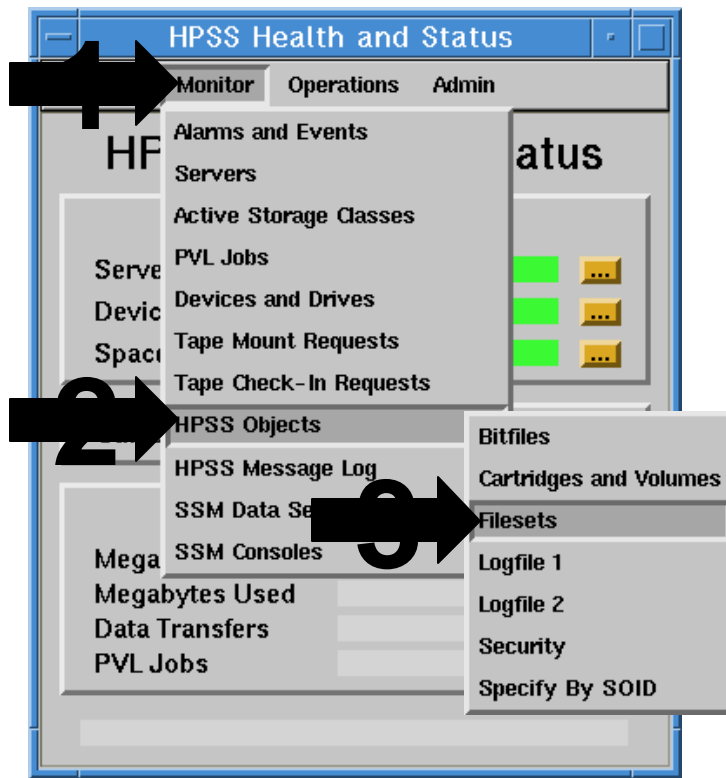 HPSS Health and Status
1
Monitor Operations Admin
HP atus
Alarms and Events
Servers
Active Storage Classes
PVL Jobs
Devices and Drives
Tape Mount Requests
Tape Check-In Requests
HPSS Objects
HPSS Message Log
SSM Data Se
SSM Consoles
Serve ...
Devic ...
Space ...
2
3
Bitfiles
Cartridges and Volumes
Filesets
Logfile 1
Logfile 2
Security
Specify By SOID
Mega
Megabytes Used
Data Transfers
PVL Jobs